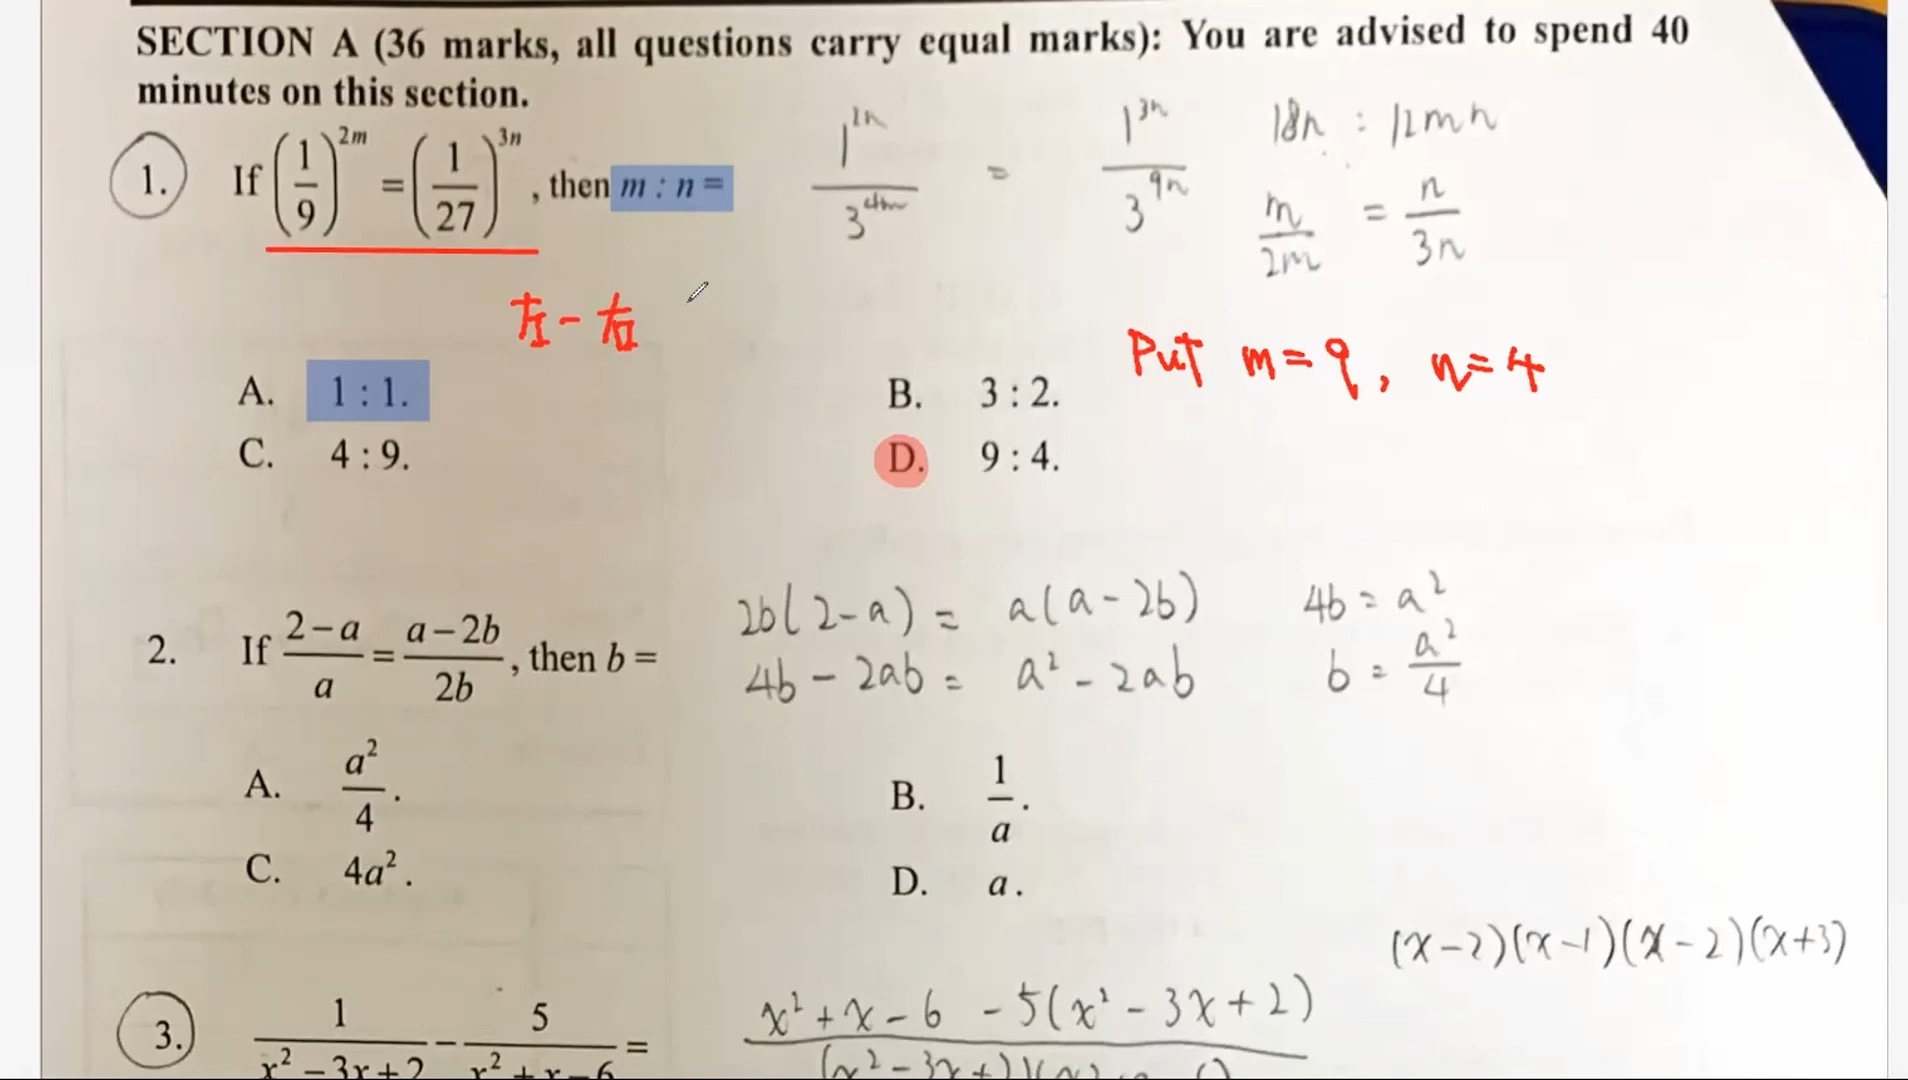 SECTION A (36 marks, all questions carry equal marks): You are advised to spend 40
minutes on this section.
1. If (1/9)^2m = (1/27)^3n, then m : n =
1^2n / 3^4m = 1^3n / 3^9n
18n : 12mn
m/2m = n/3n
左 - 右
Put m = 9, n = 4
A. 1 : 1.
B. 3 : 2.
C. 4 : 9.
D. 9 : 4.
2. If (2-a)/a = (a-2b)/2b, then b =
2b(2-a) = a(a-2b)
4b - 2ab = a² - 2ab
4b = a²
b = a²/4
A. a²/4.
B. 1/a.
C. 4a².
D. a.
(x-2)(x-1)(x-2)(x+3)
3. 1/(x²-3x+2) - 5/(x²+x-6) =
x²+x-6 -5(x²-3x+2)